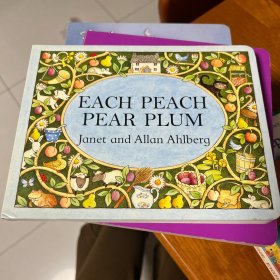 EACH PEACH
PEAR PLUM
Janet and Allan Ahlberg